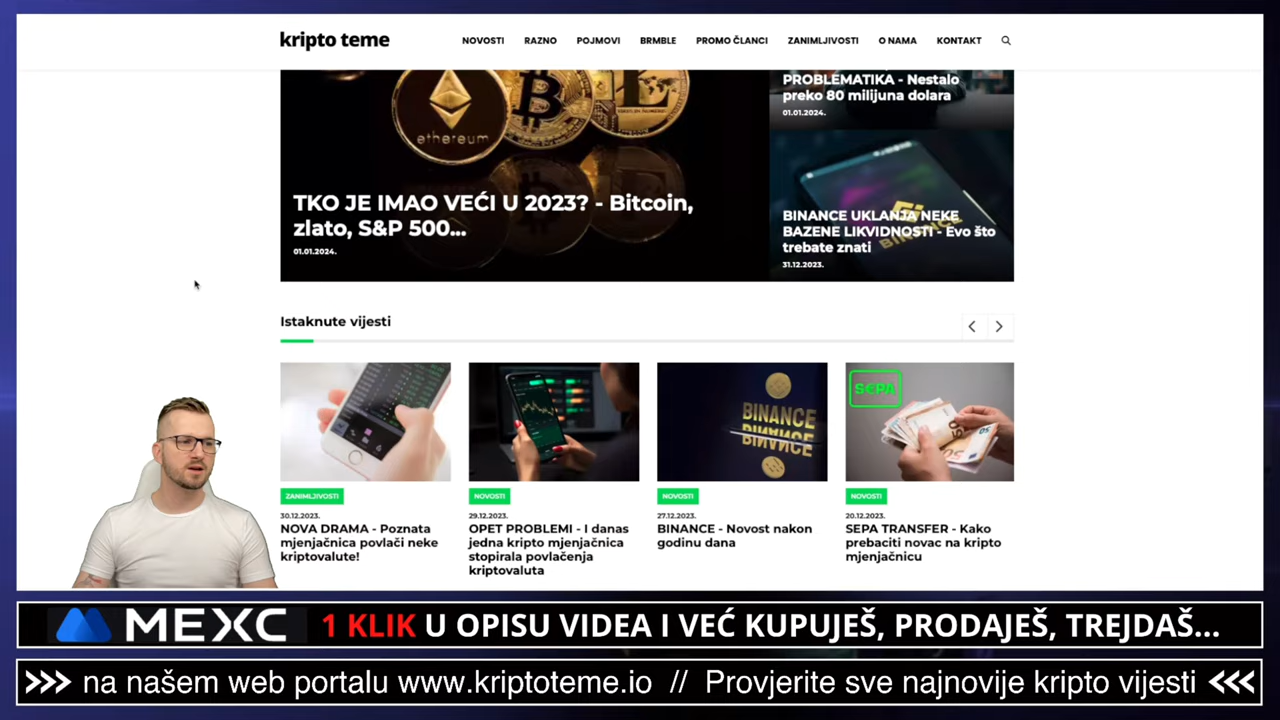 kripto teme
NOVOSTI RAZNO POJMOVI BRMBLE PROMO ČLANCI ZANIMLJIVOSTI O NAMA KONTAKT
ethereum
TKO JE IMAO VEĆI U 2023? - Bitcoin,
zlato, S&P 500...
01.01.2024.
PROBLEMATIKA - Nestalo
preko 80 milijuna dolara
01.01.2024.
BINANCE
BINANCE UKLANJA NEKE
BAZENE LIKVIDNOSTI - Evo što
trebate znati
31.12.2023.
Istaknute vijesti
ZANIMLJIVOSTI
30.12.2023.
NOVA DRAMA - Poznata
mjenjačnica povlači neke
kriptovalute!
NOVOSTI
29.12.2023.
OPET PROBLEMI - I danas
jedna kripto mjenjačnica
stopirala povlačenja
kriptovaluta
BINANCE
NOVOSTI
27.12.2023.
BINANCE - Novost nakon
godinu dana
S€PA
50
NOVOSTI
20.12.2023.
SEPA TRANSFER - Kako
prebaciti novac na kripto
mjenjačnicu
MEXC 1 KLIK U OPISU VIDEA I VEĆ KUPUJEŠ, PRODAJEŠ, TREJDAŠ...
>>> na našem web portalu www.kriptoteme.io // Provjerite sve najnovije kripto vijesti <<<